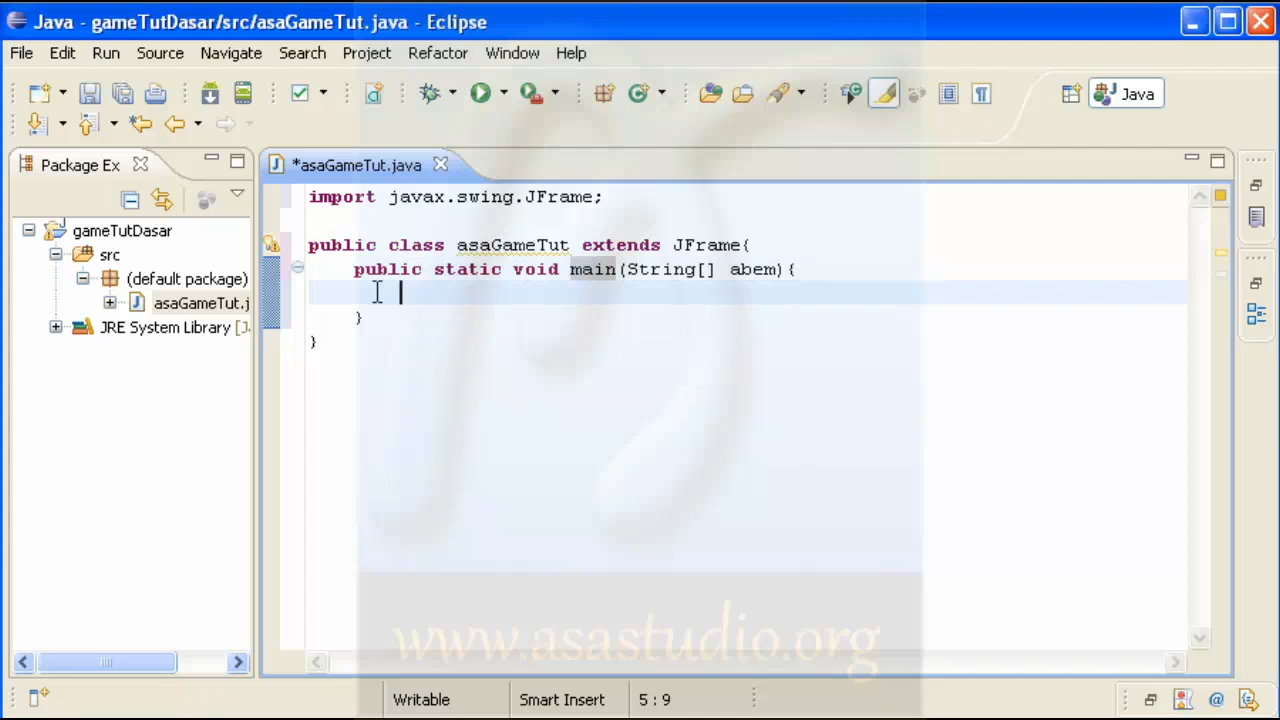 Java - gameTutDasar/src/asaGameTut.java - Eclipse
File Edit Run Source Navigate Search Project Refactor Window Help
Java
Package Ex
*asaGameTut.java
gameTutDasar
src
(default package)
asaGameTut.j
JRE System Library [J
import javax.swing.JFrame;
public class asaGameTut extends JFrame{
public static void main(String[] abem){
}
}
www.asastudio.org
Writable
Smart Insert
5 : 9